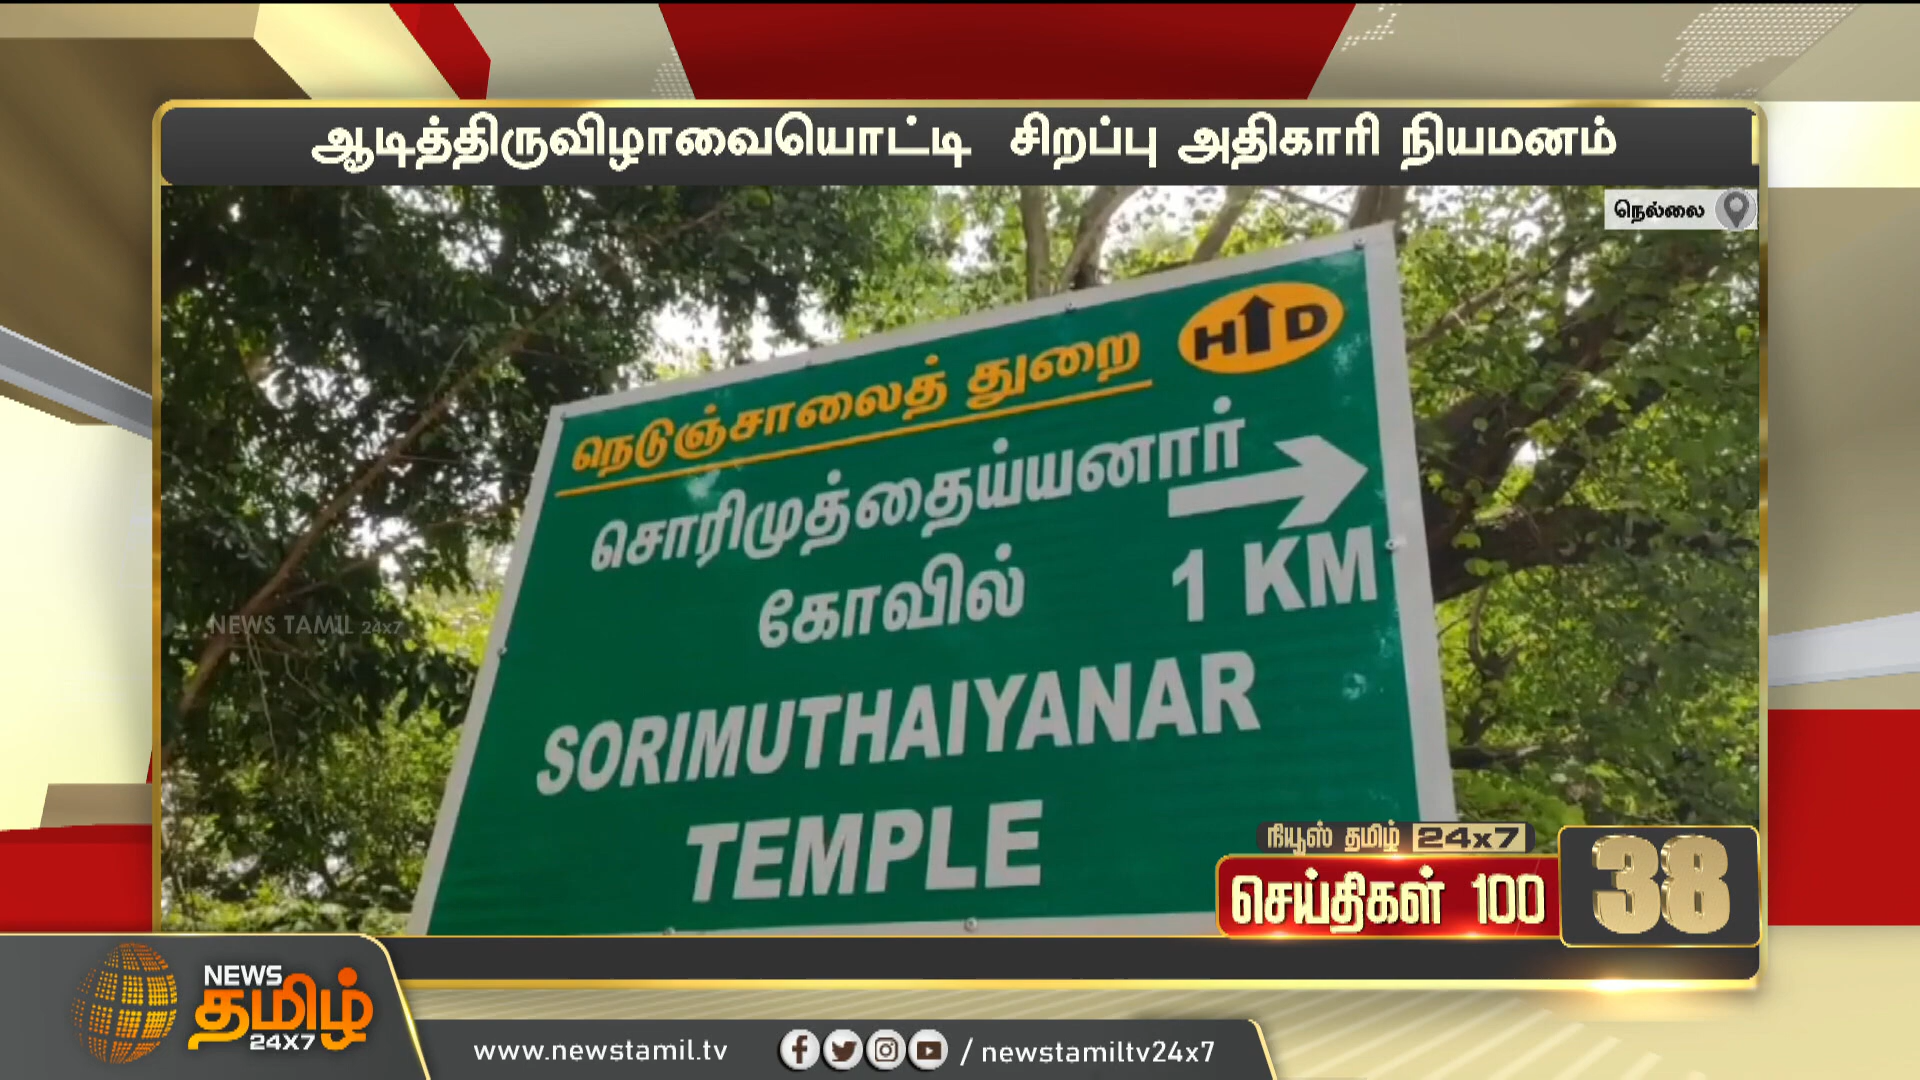 ஆடித்திருவிழாவையொட்டி சிறப்பு அதிகாரி நியமனம்
நெல்லை
நெடுஞ்சாலைத் துறை HD
சொரிமுத்தைய்யனார்
கோவில் 1 KM
SORIMUTHAIYANAR
TEMPLE
NEWS TAMIL 24x7
நியூஸ் தமிழ் 24x7
செய்திகள் 100 38
NEWS
தமிழ்
24X7
www.newstamil.tv / newstamiltv24x7